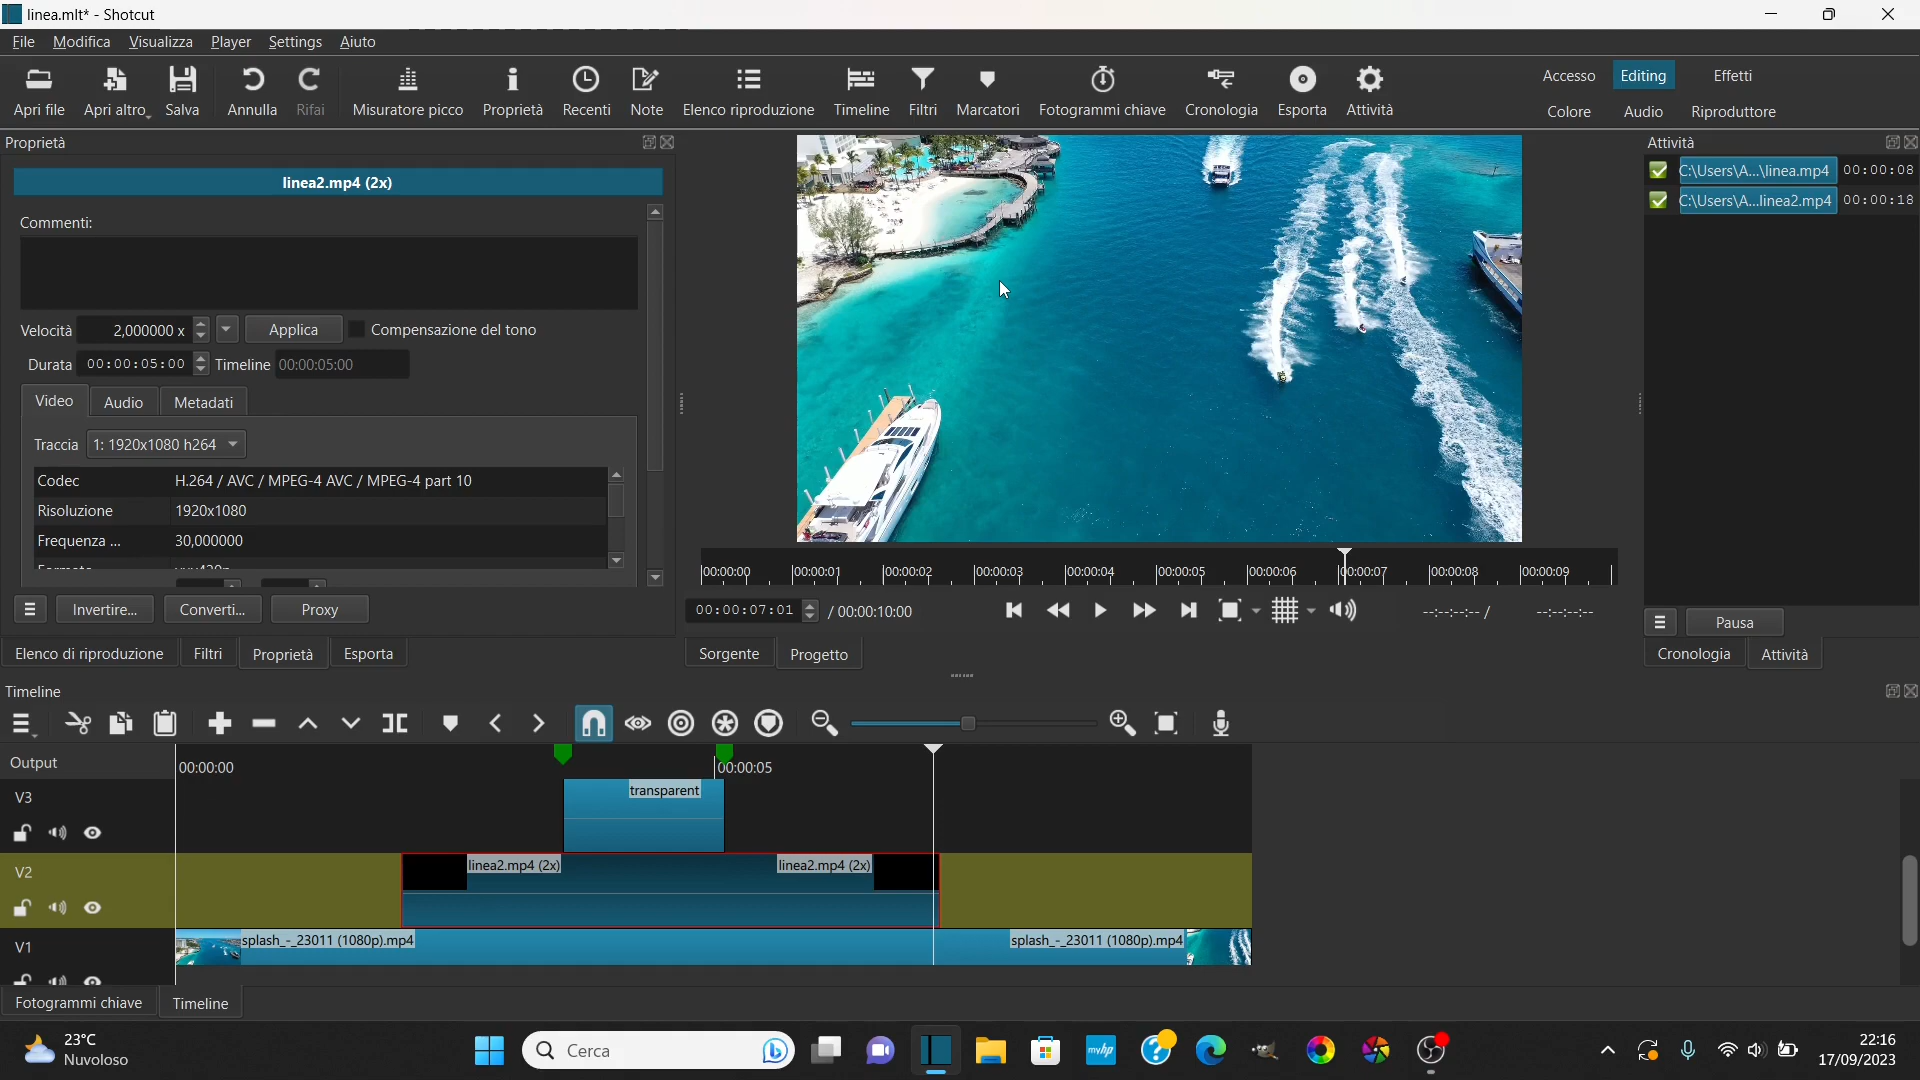 linea.mlt* - Shotcut
File Modifica Visualizza Player Settings Aiuto
Apri file Apri altro Salva Annulla Rifai Misuratore picco Proprietà Recenti Note Elenco riproduzione Timeline Filtri Marcatori Fotogrammi chiave Cronologia Esporta Attività
Accesso Editing Effetti
Colore Audio Riproduttore
Proprietà
linea2.mp4 (2x)
Commenti:
Velocità 2,000000 x Applica Compensazione del tono
Durata 00:00:05:00 Timeline 00:00:05:00
Video Audio Metadati
Traccia 1: 1920x1080 h264
Codec H.264 / AVC / MPEG-4 AVC / MPEG-4 part 10
Risoluzione 1920x1080
Frequenza ... 30,000000
Invertire... Converti... Proxy
Elenco di riproduzione Filtri Proprietà Esporta
00:00:00 00:00:01 00:00:02 00:00:03 00:00:04 00:00:05 00:00:06 00:00:07 00:00:08 00:00:09
00:00:07:01 / 00:00:10:00 --:--:--:-- / --:--:--:--
Sorgente Progetto
Attività
C:\Users\A...\linea.mp4 00:00:08
C:\Users\A...linea2.mp4 00:00:18
Pausa
Cronologia Attività
Timeline
Output 00:00:00 00:00:05
V3 transparent
V2 linea2.mp4 (2x) linea2.mp4 (2x)
V1 splash_-_23011 (1080p).mp4 splash_-_23011 (1080p).mp4
Fotogrammi chiave Timeline
23°C
Nuvoloso
Cerca
myhp
22:16
17/09/2023